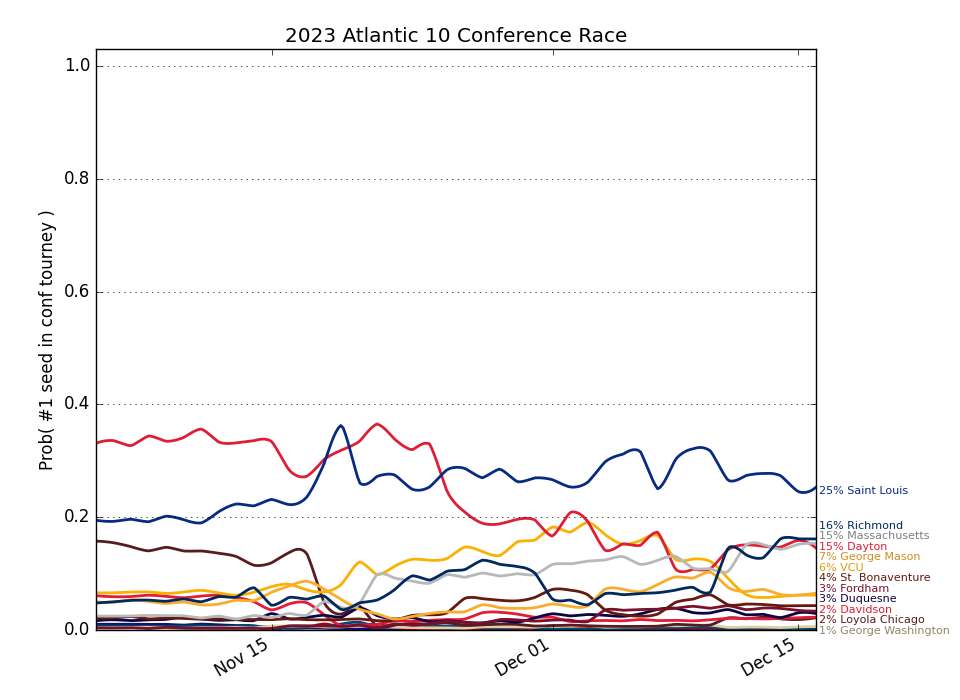 2023 Atlantic 10 Conference Race
Prob( #1 seed in conf tourney )
1.0
0.8
0.6
0.4
0.2
0.0
Nov 15
Dec 01
Dec 15
25% Saint Louis
16% Richmond
15% Massachusetts
15% Dayton
7% George Mason
6% VCU
4% St. Bonaventure
3% Fordham
3% Duquesne
2% Davidson
2% Loyola Chicago
1% George Washington